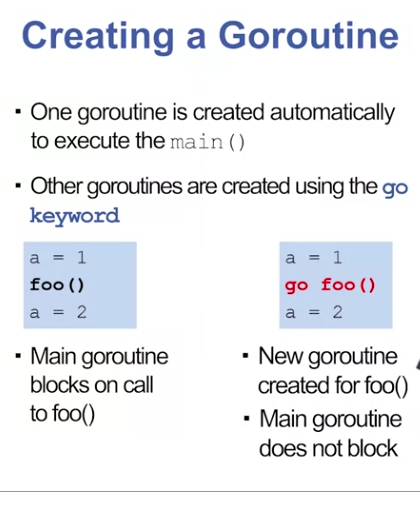 Creating a Goroutine
▪ One goroutine is created automatically
to execute the main()
▪ Other goroutines are created using the go
keyword
a = 1
foo()
a = 2
▪ Main goroutine
blocks on call
to foo()
a = 1
go foo()
a = 2
▪ New goroutine
created for foo()
▪ Main goroutine
does not block